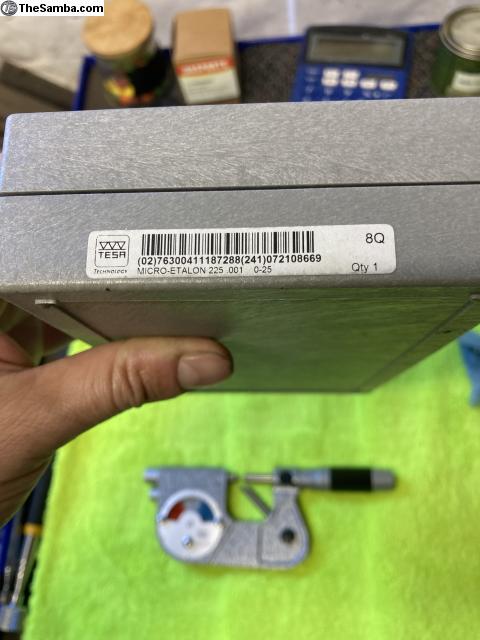 TheSamba.com
TESA
TECHNOLOGY
8Q
(02)76300411187288(241)072108669
MICRO-ETALON 225 .001 0-25
Qty 1